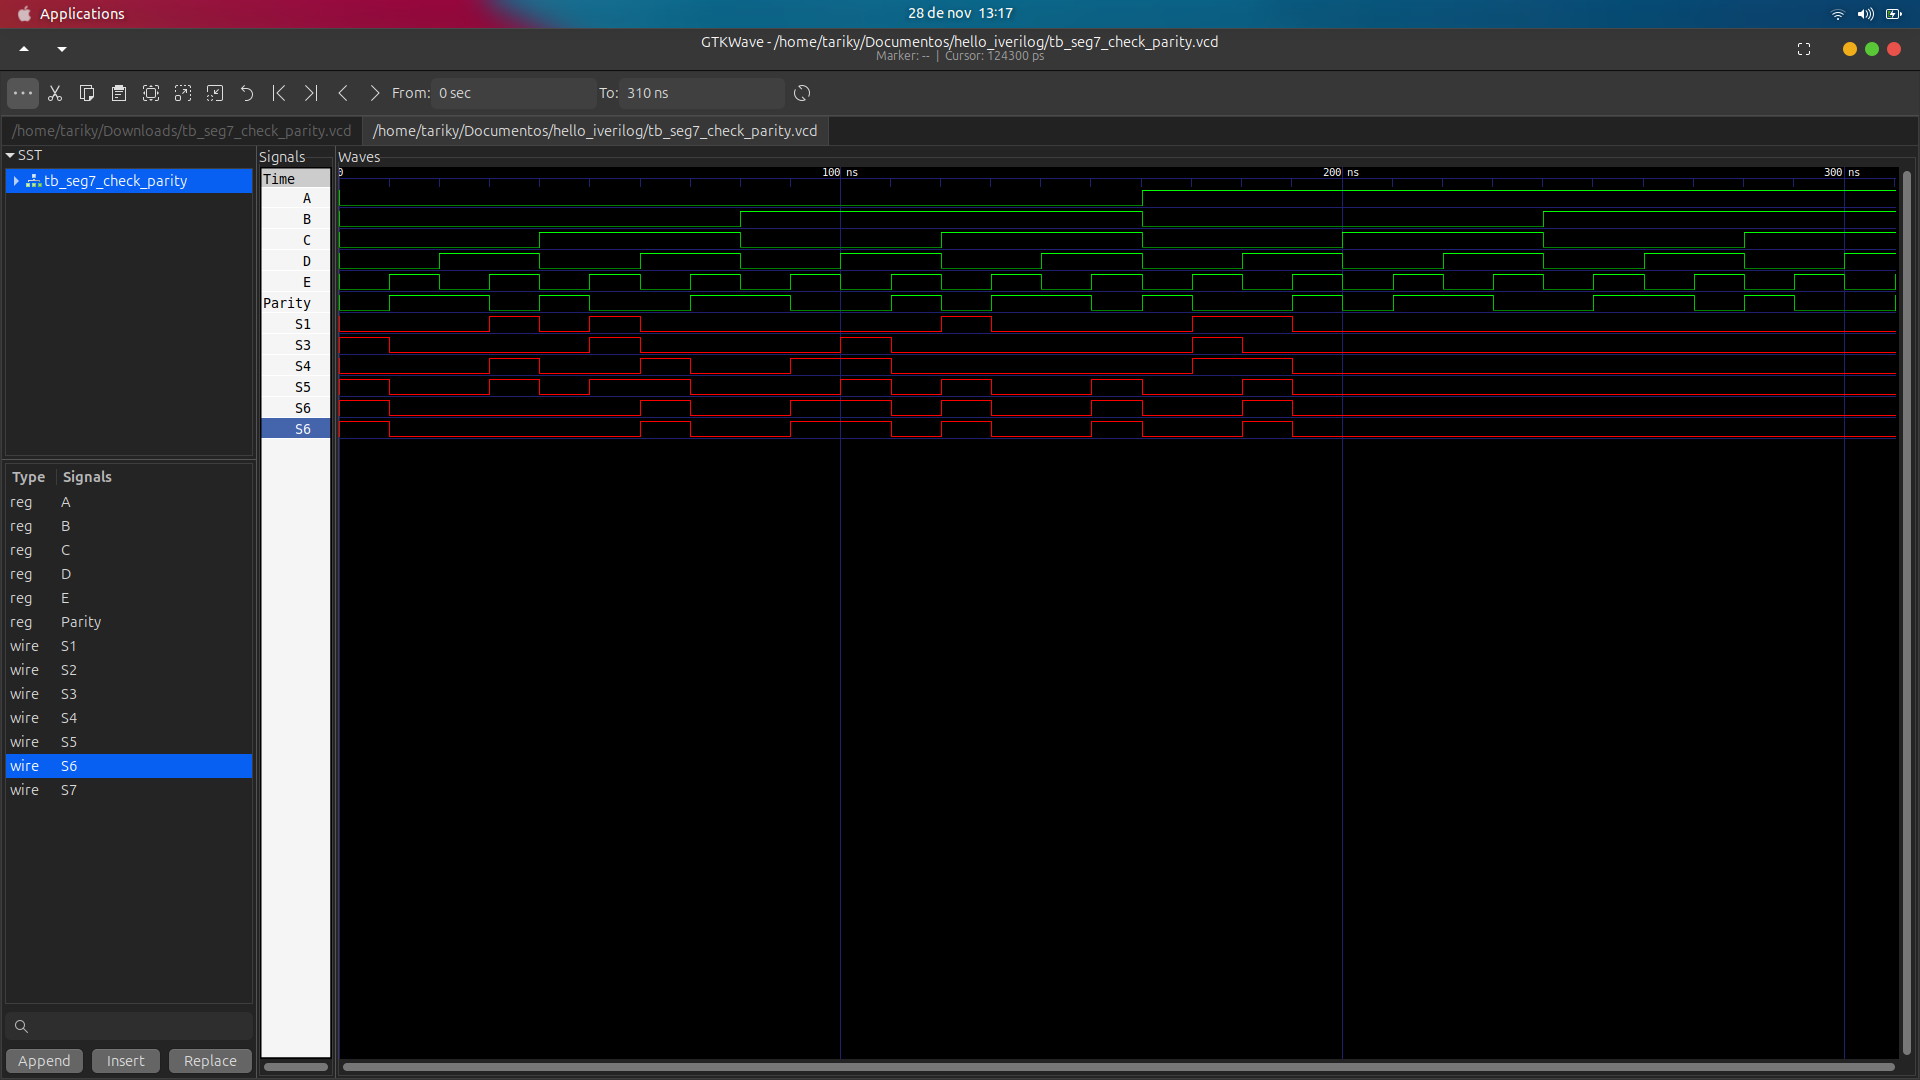 Applications
28 de nov 13:17
GTKWave - /home/tariky/Documentos/hello_iverilog/tb_seg7_check_parity.vcd
Marker: -- | Cursor: 124300 ps
From: 0 sec To: 310 ns
/home/tariky/Downloads/tb_seg7_check_parity.vcd /home/tariky/Documentos/hello_iverilog/tb_seg7_check_parity.vcd
SST
tb_seg7_check_parity
Type Signals
reg A
reg B
reg C
reg D
reg E
reg Parity
wire S1
wire S2
wire S3
wire S4
wire S5
wire S6
wire S7
Append Insert Replace
Signals
Time
A
B
C
D
E
Parity
S1
S3
S4
S5
S6
S6
Waves
0 100 ns 200 ns 300 ns